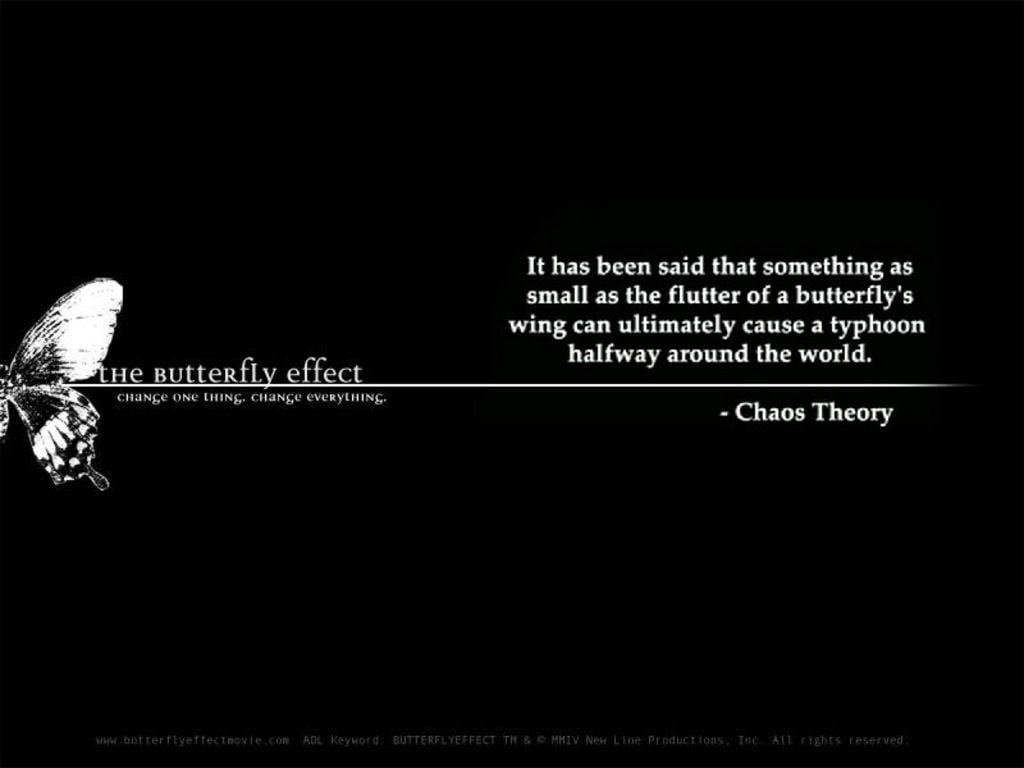 It has been said that something as
small as the flutter of a butterfly's
wing can ultimately cause a typhoon
halfway around the world.
the butterfly effect
change one thing. change everything.
- Chaos Theory
www.butterflyeffectmovie.com AOL Keyword: BUTTERFLYEFFECT TM & © MMIV New Line Productions, Inc. All rights reserved.